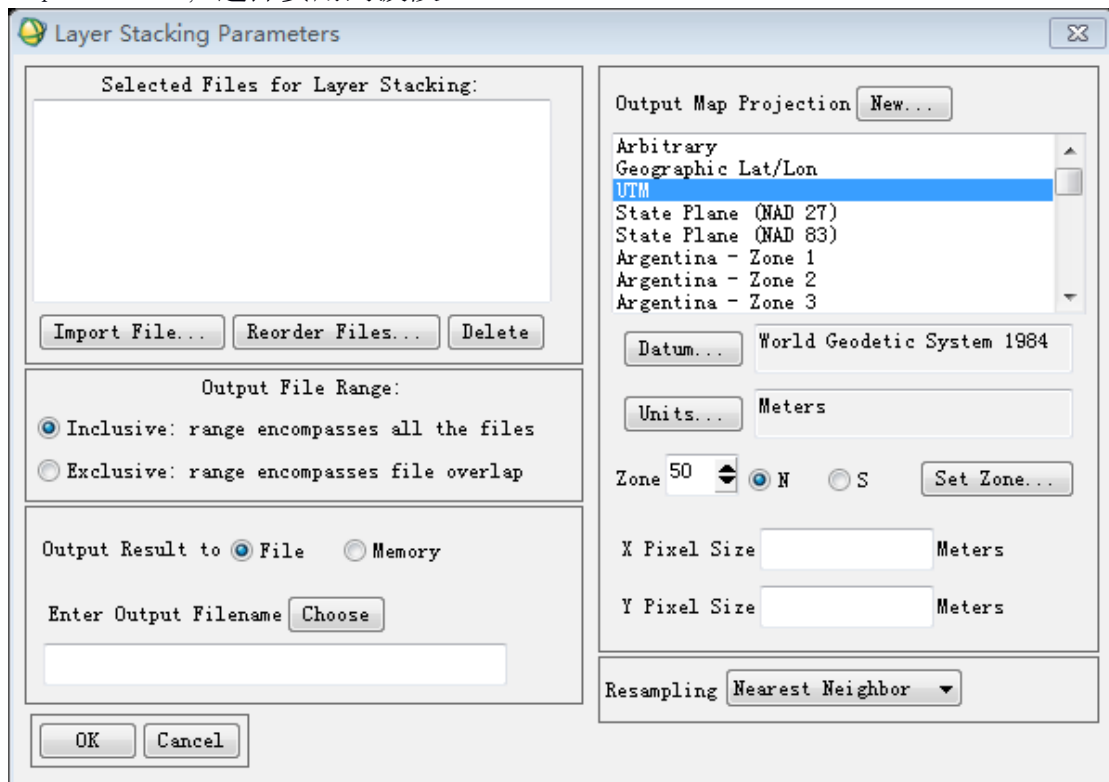 Layer Stacking Parameters
Selected Files for Layer Stacking:
Import File...
Reorder Files...
Delete
Output File Range:
Inclusive: range encompasses all the files
Exclusive: range encompasses file overlap
Output Result to File Memory
Enter Output Filename Choose
OK
Cancel
Output Map Projection New...
Arbitrary
Geographic Lat/Lon
UTM
State Plane (NAD 27)
State Plane (NAD 83)
Argentina - Zone 1
Argentina - Zone 2
Argentina - Zone 3
Datum... World Geodetic System 1984
Units... Meters
Zone 50 N S Set Zone...
X Pixel Size Meters
Y Pixel Size Meters
Resampling Nearest Neighbor